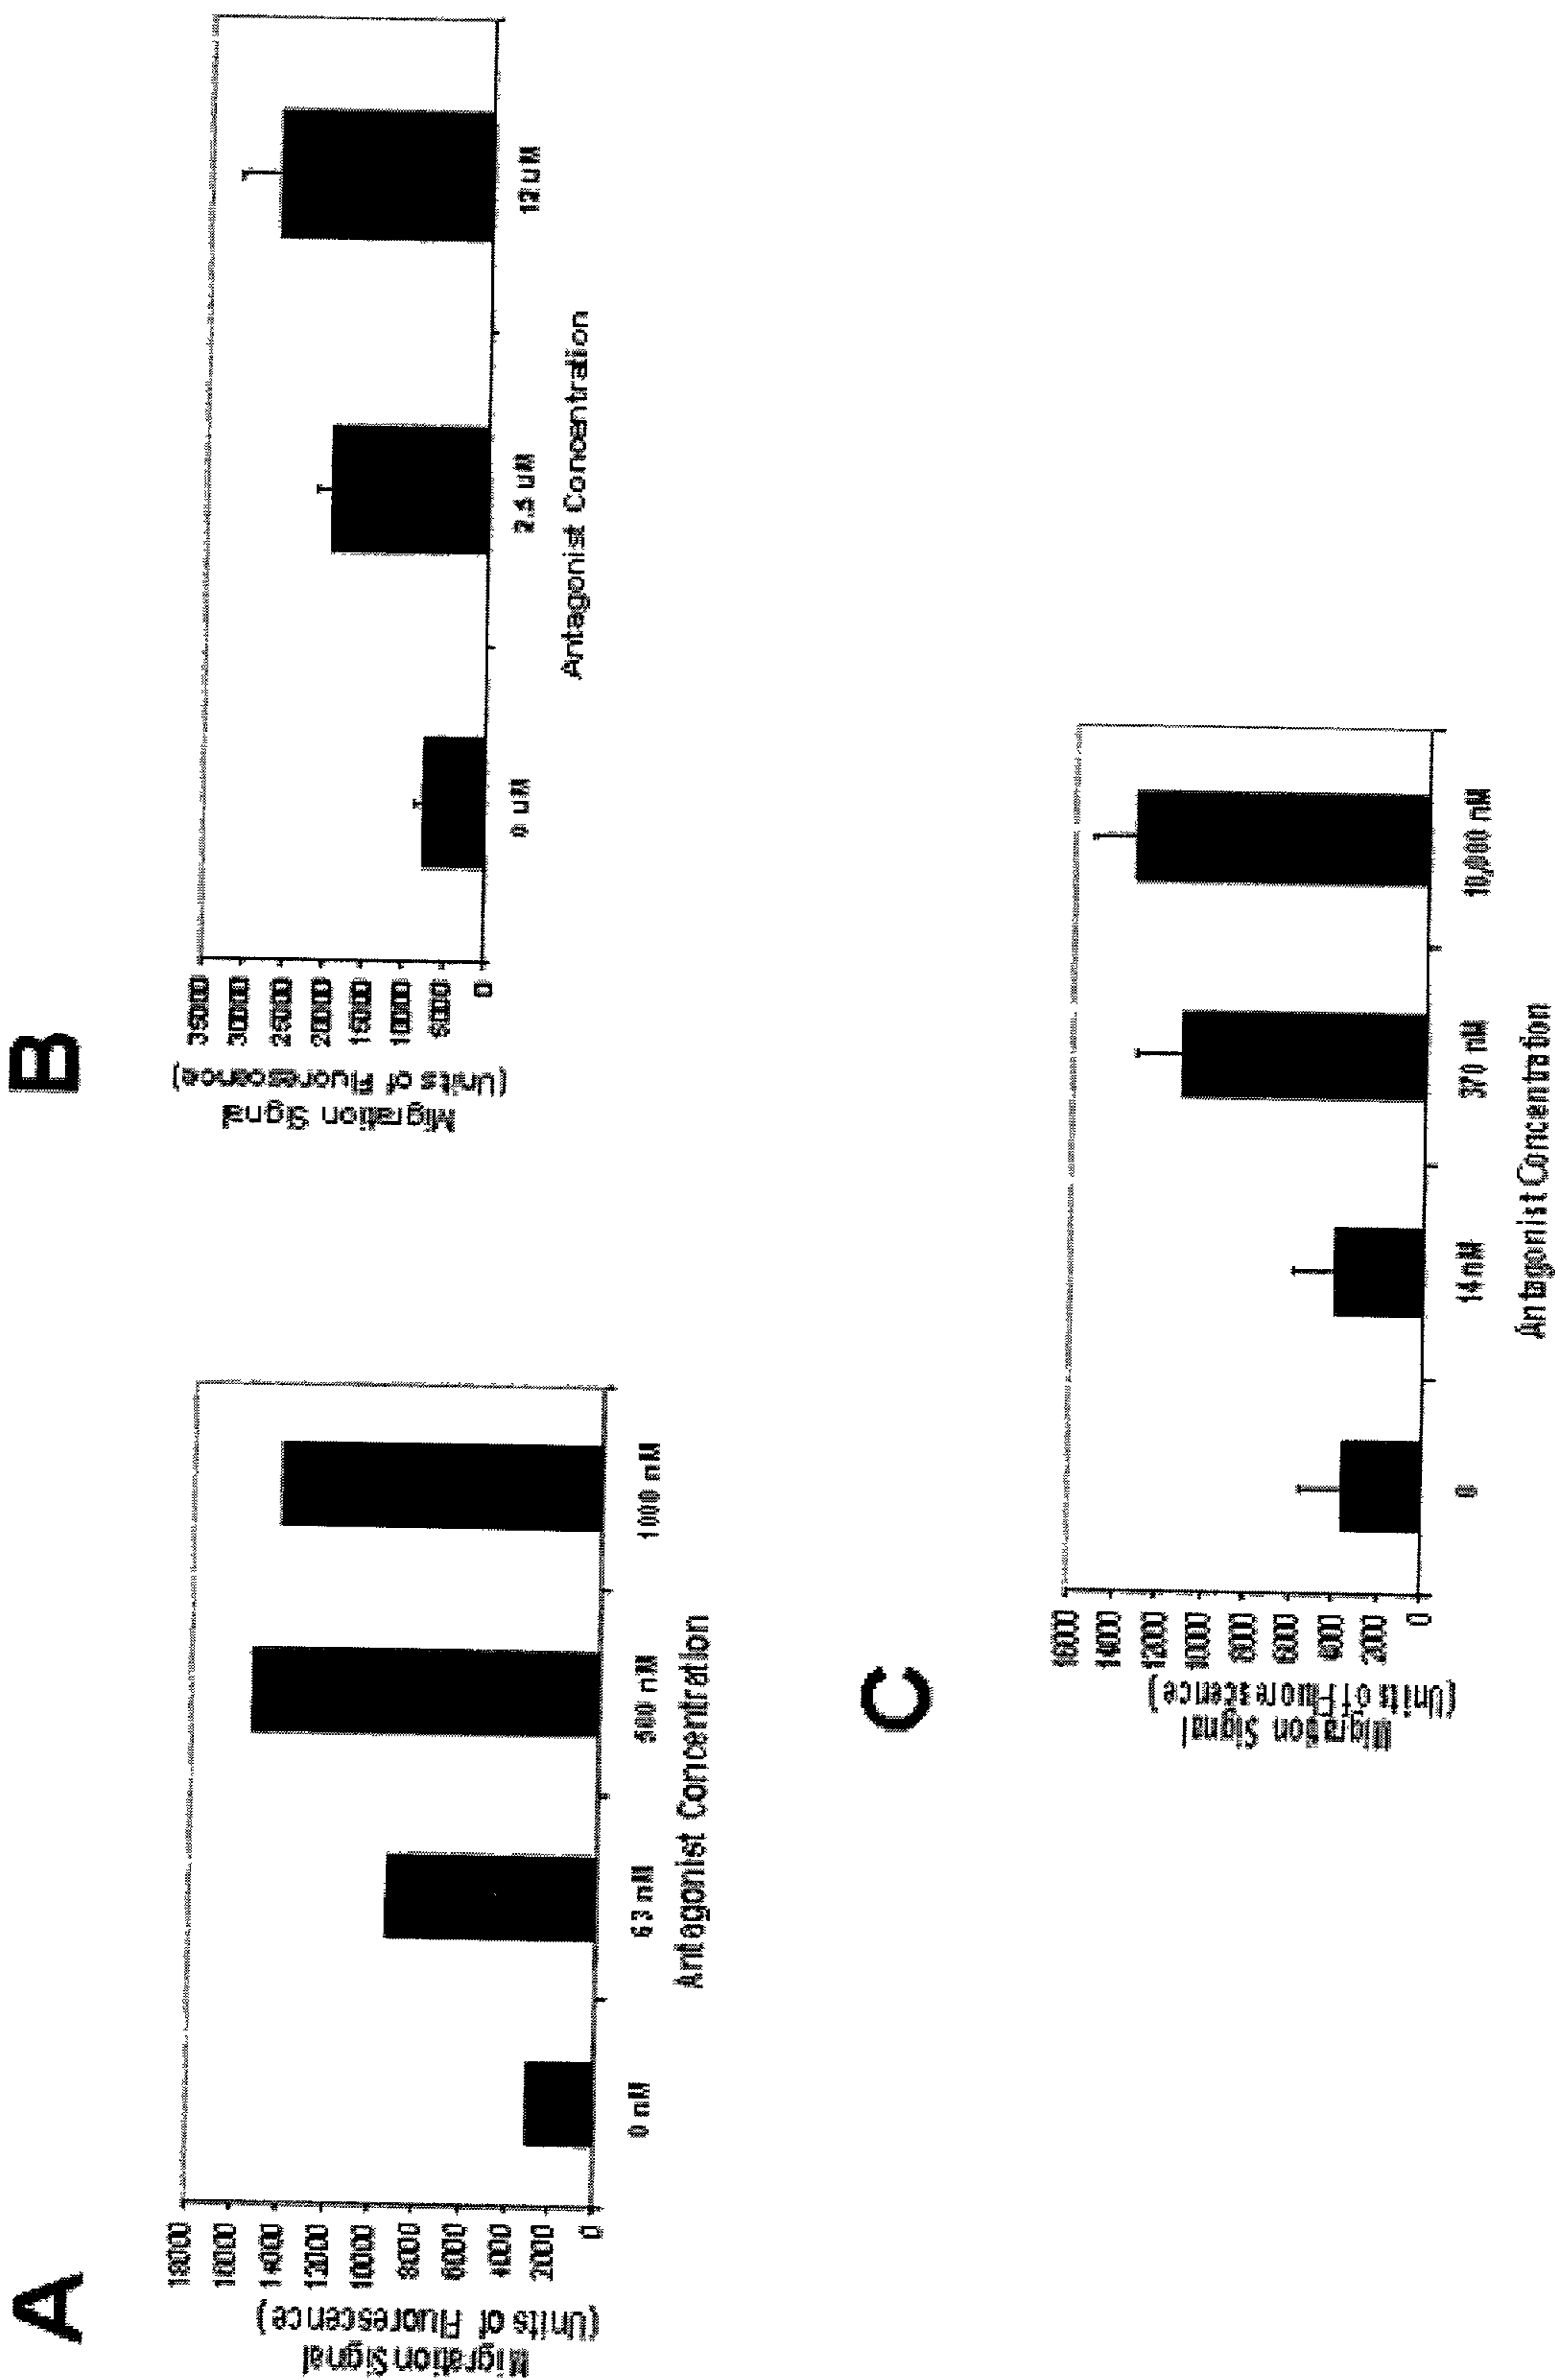 A
Migration Signal
(Units of Fluorescence)
18000
16000
14000
12000
10000
8000
6000
4000
2000
0
0 nM
63 nM
500 nM
1000 nM
Antagonist Concentration
B
Migration Signal
(Units of Fluorescence)
35000
30000
25000
20000
15000
10000
5000
0
0 uM
uM
uM
Antagonist Concentration
C
Migration Signal
(Units of Fluorescence)
16000
14000
12000
10000
8000
6000
4000
2000
0
0
14 nM
370 nM
10,000 nM
Antagonist Concentration